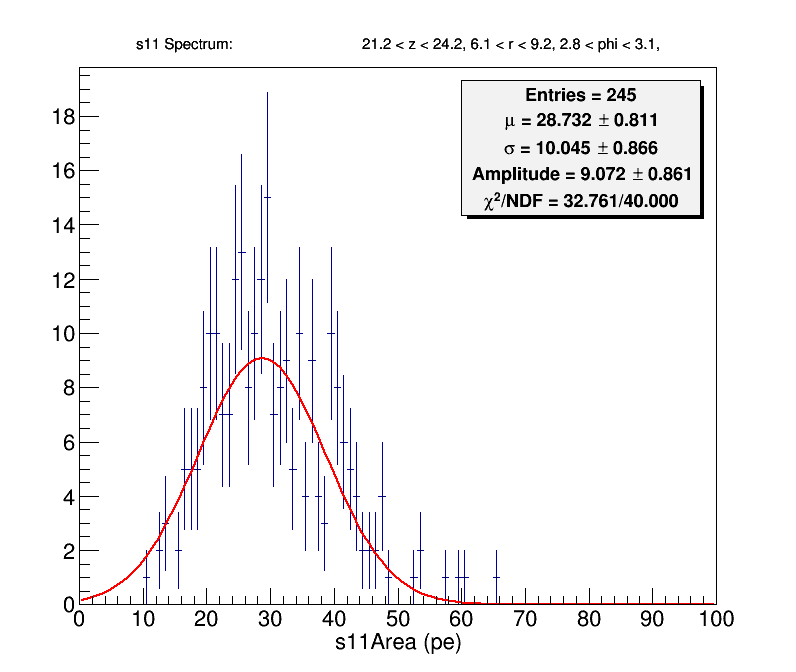 s11 Spectrum: 21.2 < z < 24.2, 6.1 < r < 9.2, 2.8 < phi < 3.1,
Entries = 245
μ = 28.732 ± 0.811
σ = 10.045 ± 0.866
Amplitude = 9.072 ± 0.861
χ²/NDF = 32.761/40.000
18
16
14
12
10
8
6
4
2
0
0 10 20 30 40 50 60 70 80 90 100
s11Area (pe)